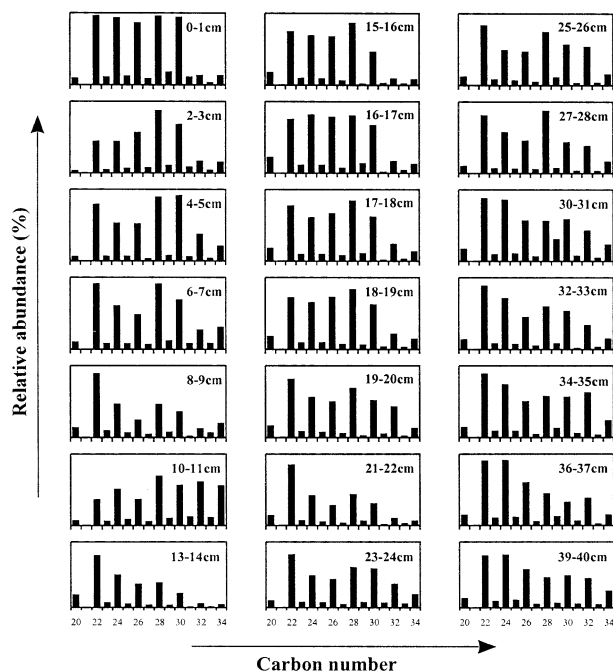 0-1cm
2-3cm
4-5cm
6-7cm
8-9cm
10-11cm
13-14cm
20 22 24 26 28 30 32 34
15-16cm
16-17cm
17-18cm
18-19cm
19-20cm
21-22cm
23-24cm
20 22 24 26 28 30 32 34
25-26cm
27-28cm
30-31cm
32-33cm
34-35cm
36-37cm
39-40cm
20 22 24 26 28 30 32 34
Relative abundance (%)
Carbon number